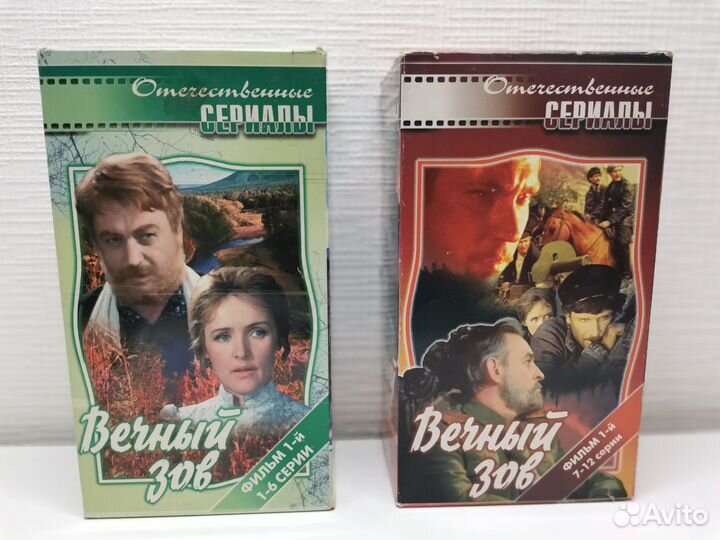 Отечественные
СЕРИАЛЫ
Вечный
зов
ФИЛЬМ 1-й
1-6 СЕРИИ
Отечественные
СЕРИАЛЫ
Вечный
зов
ФИЛЬМ 1-й
7-12 серии
Avito